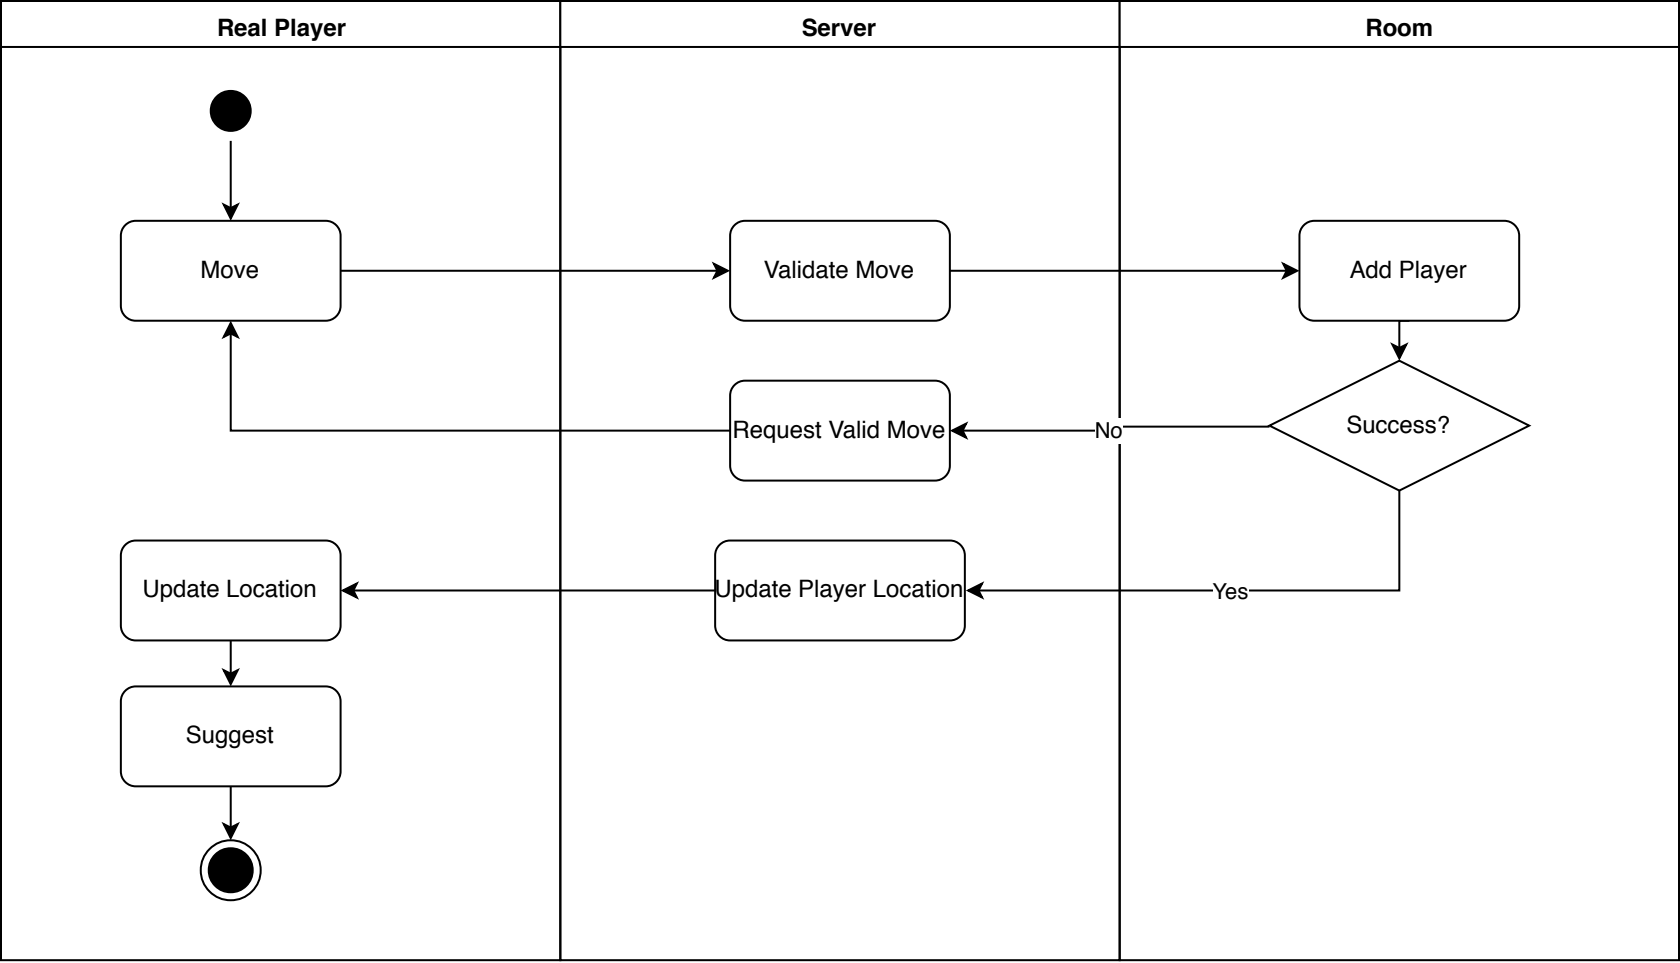 Real Player
Server
Room
Move
Validate Move
Add Player
Request Valid Move
No
Success?
Update Location
Update Player Location
Yes
Suggest